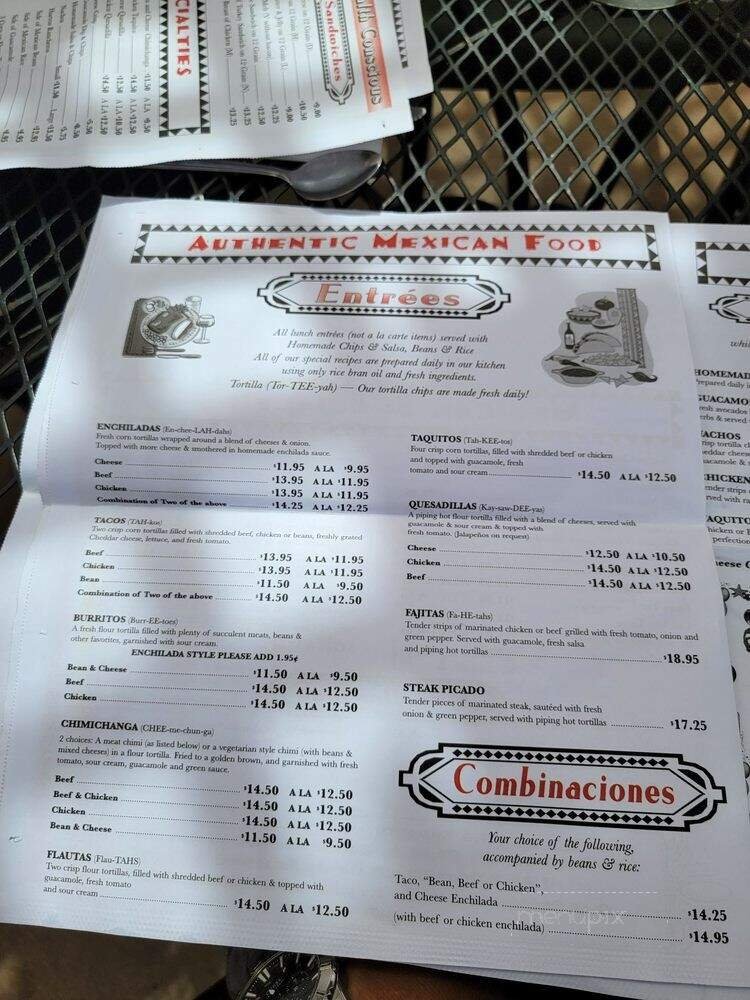 Health Conscious
Sandwiches
CIALTIES
AUTHENTIC MEXICAN FOOD
Entrées
All lunch entrées (not a la carte items) served with
Homemade Chips & Salsa, Beans & Rice
All of our special recipes are prepared daily in our kitchen
using only rice bran oil and fresh ingredients.
Tortilla (Tor-TEE-yah) — Our tortilla chips are made fresh daily!
ENCHILADAS (En-chee-LAH-dahs)
Fresh corn tortillas wrapped around a blend of cheeses & onion.
Topped with more cheese & smothered in homemade enchilada sauce.
Cheese $11.95 A LA $9.95
Beef $13.95 A LA $11.95
Chicken $13.95 A LA $11.95
Combination of Two of the above $14.25 A LA $12.25
TACOS (TAH-kos)
Two crisp corn tortillas filled with shredded beef, chicken or beans, freshly grated
Cheddar cheese, lettuce, and fresh tomato.
Beef $13.95 A LA $11.95
Chicken $13.95 A LA $11.95
Bean $11.50 A LA $9.50
Combination of Two of the above $14.50 A LA $12.50
BURRITOS (Burr-EE-toes)
A fresh flour tortilla filled with plenty of succulent meats, beans &
other favorites, garnished with sour cream.
ENCHILADA STYLE PLEASE ADD 1.95¢
Bean & Cheese $11.50 A LA $9.50
Beef $14.50 A LA $12.50
Chicken $14.50 A LA $12.50
CHIMICHANGA (CHEE-me-chun-ga)
2 choices: A meat chimi (as listed below) or a vegetarian style chimi (with beans &
mixed cheeses) in a flour tortilla. Fried to a golden brown, and garnished with fresh
tomato, sour cream, guacamole and green sauce.
Beef $14.50 A LA $12.50
Beef & Chicken $14.50 A LA $12.50
Chicken $14.50 A LA $12.50
Bean & Cheese $11.50 A LA $9.50
FLAUTAS (Flau-TAHS)
Two crisp flour tortillas, filled with shredded beef or chicken & topped with
guacamole, fresh tomato
and sour cream $14.50 A LA $12.50
TAQUITOS (Tah-KEE-tos)
Four crisp corn tortillas, filled with shredded beef or chicken
and topped with guacamole, fresh
tomato and sour cream $14.50 A LA $12.50
QUESADILLAS (Kay-saw-DEE-yas)
A piping hot flour tortilla filled with a blend of cheeses, served with
guacamole & sour cream & topped with
fresh tomato. (Jalapeños on request)
Cheese $12.50 A LA $10.50
Chicken $14.50 A LA $12.50
Beef $14.50 A LA $12.50
FAJITAS (Fa-HE-tahs)
Tender strips of marinated chicken or beef grilled with fresh tomato, onion and
green pepper. Served with guacamole, fresh salsa
and piping hot tortillas $18.95
STEAK PICADO
Tender pieces of marinated steak, sautéed with fresh
onion & green pepper, served with piping hot tortillas $17.25
Combinaciones
Your choice of the following,
accompanied by beans & rice:
Taco, "Bean, Beef or Chicken",
and Cheese Enchilada $14.25
(with beef or chicken enchilada) $14.95
menupix